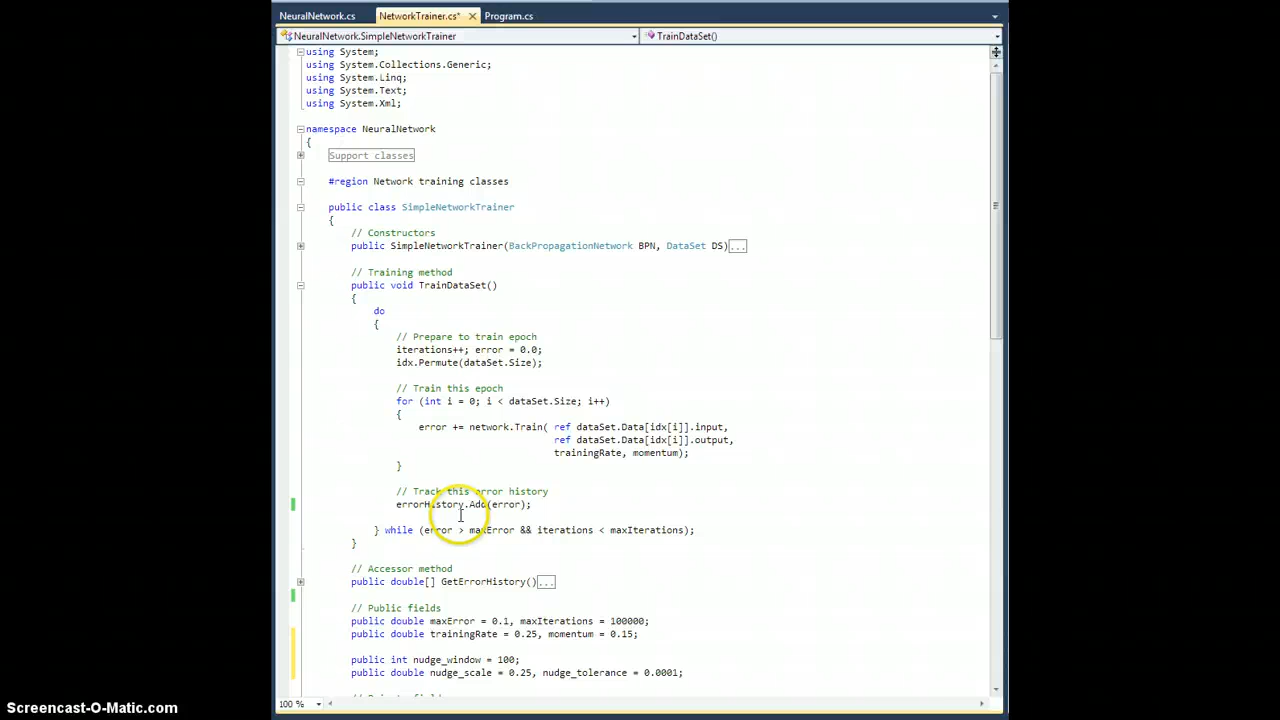 NeuralNetwork.cs NetworkTrainer.cs* Program.cs
NeuralNetwork.SimpleNetworkTrainer TrainDataSet()
using System;
using System.Collections.Generic;
using System.Linq;
using System.Text;
using System.Xml;
namespace NeuralNetwork
{
Support classes
#region Network training classes
public class SimpleNetworkTrainer
{
// Constructors
public SimpleNetworkTrainer(BackPropagationNetwork BPN, DataSet DS)...
// Training method
public void TrainDataSet()
{
do
{
// Prepare to train epoch
iterations++; error = 0.0;
idx.Permute(dataSet.Size);
// Train this epoch
for (int i = 0; i < dataSet.Size; i++)
{
error += network.Train( ref dataSet.Data[idx[i]].input,
ref dataSet.Data[idx[i]].output,
trainingRate, momentum);
}
// Track this error history
errorHistory.Add(error);
} while (error > maxError && iterations < maxIterations);
}
// Accessor method
public double[] GetErrorHistory()...
// Public fields
public double maxError = 0.1, maxIterations = 100000;
public double trainingRate = 0.25, momentum = 0.15;
public int nudge_window = 100;
public double nudge_scale = 0.25, nudge_tolerance = 0.0001;
100 %
Screencast-O-Matic.com